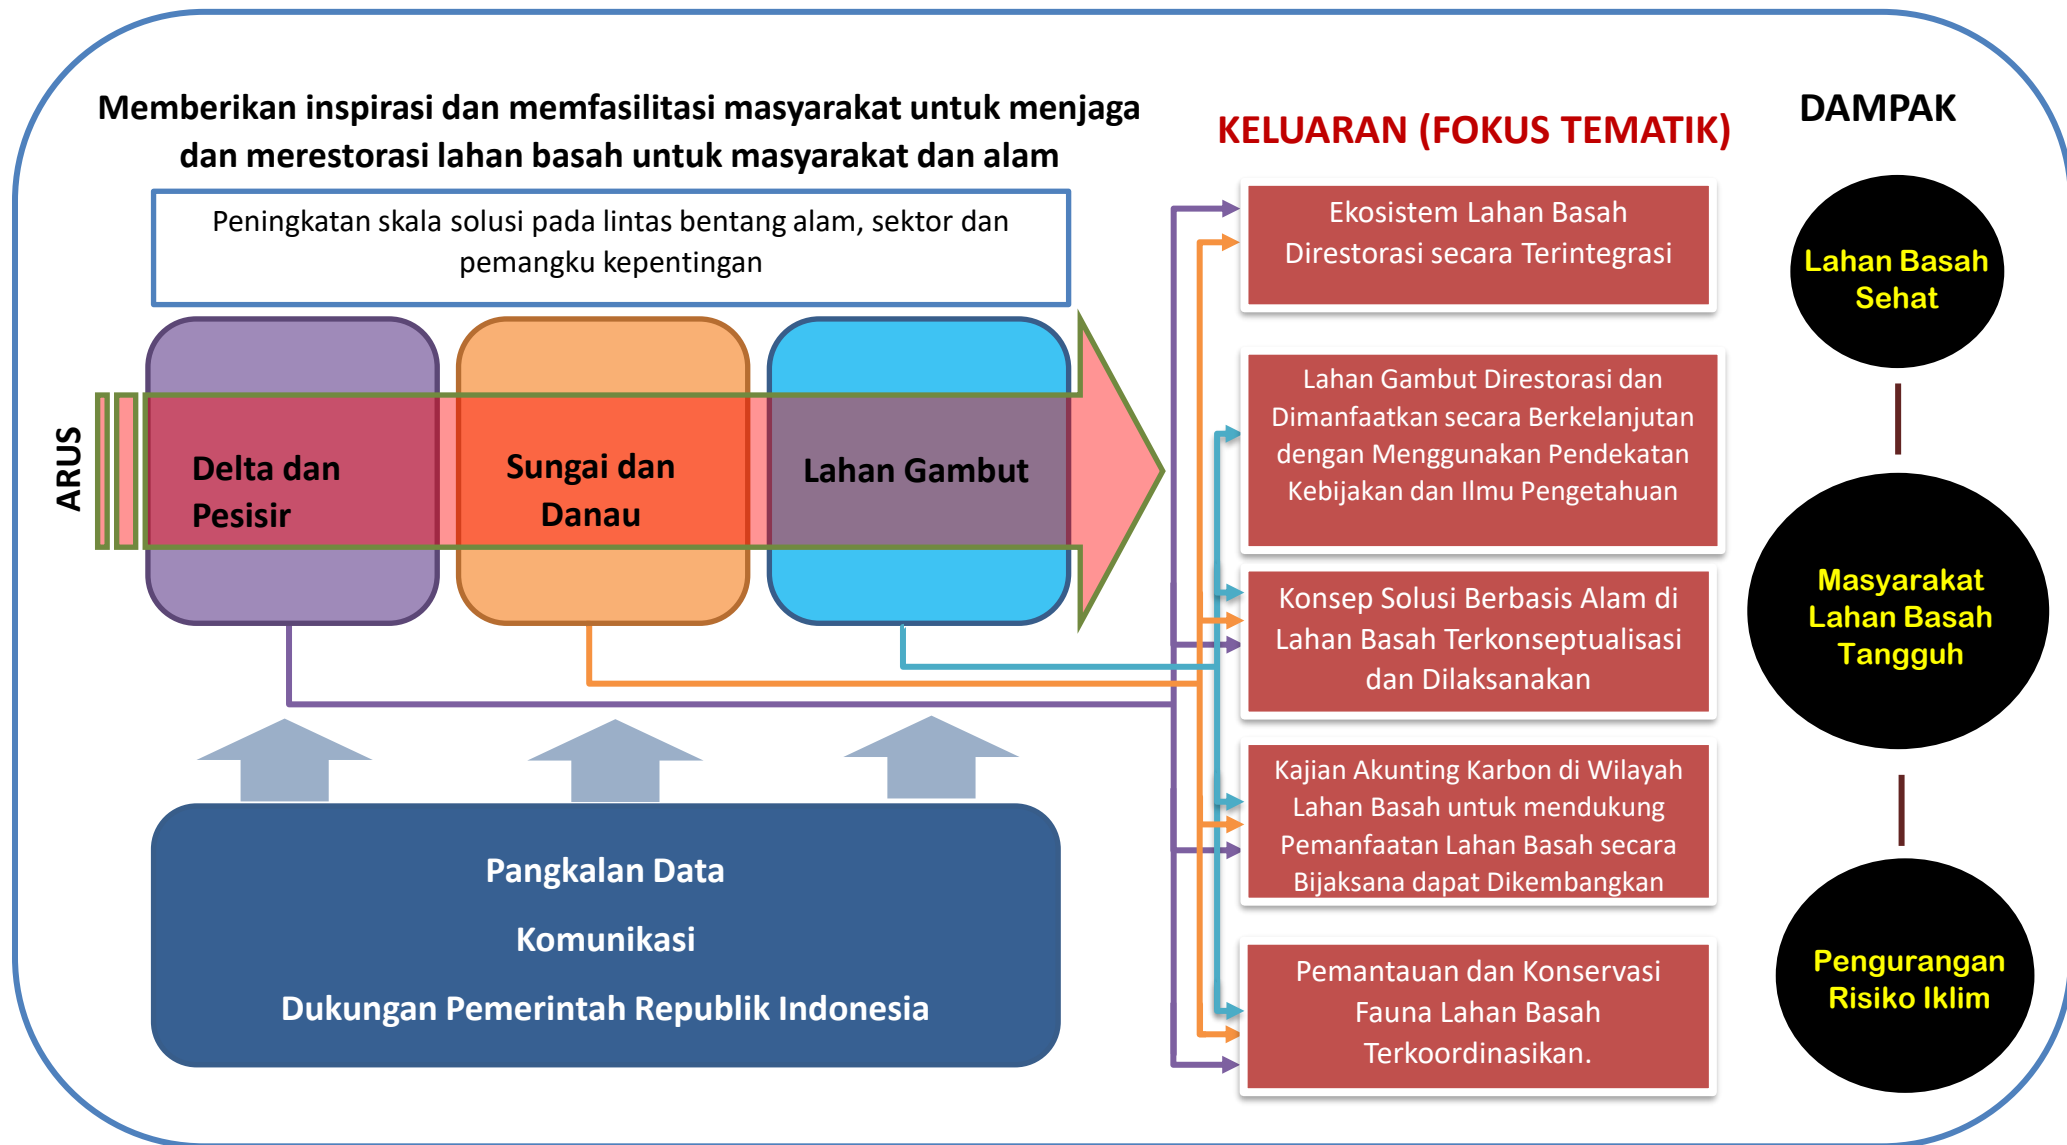 Memberikan inspirasi dan memfasilitasi masyarakat untuk menjaga
dan merestorasi lahan basah untuk masyarakat dan alam
Peningkatan skala solusi pada lintas bentang alam, sektor dan
pemangku kepentingan
ARUS
Delta dan
Pesisir
Sungai dan
Danau
Lahan Gambut
Pangkalan Data
Komunikasi
Dukungan Pemerintah Republik Indonesia
KELUARAN (FOKUS TEMATIK)
Ekosistem Lahan Basah
Direstorasi secara Terintegrasi
Lahan Gambut Direstorasi dan
Dimanfaatkan secara Berkelanjutan
dengan Menggunakan Pendekatan
Kebijakan dan Ilmu Pengetahuan
Konsep Solusi Berbasis Alam di
Lahan Basah Terkonseptualisasi
dan Dilaksanakan
Kajian Akunting Karbon di Wilayah
Lahan Basah untuk mendukung
Pemanfaatan Lahan Basah secara
Bijaksana dapat Dikembangkan
Pemantauan dan Konservasi
Fauna Lahan Basah
Terkoordinasikan.
DAMPAK
Lahan Basah
Sehat
Masyarakat
Lahan Basah
Tangguh
Pengurangan
Risiko Iklim